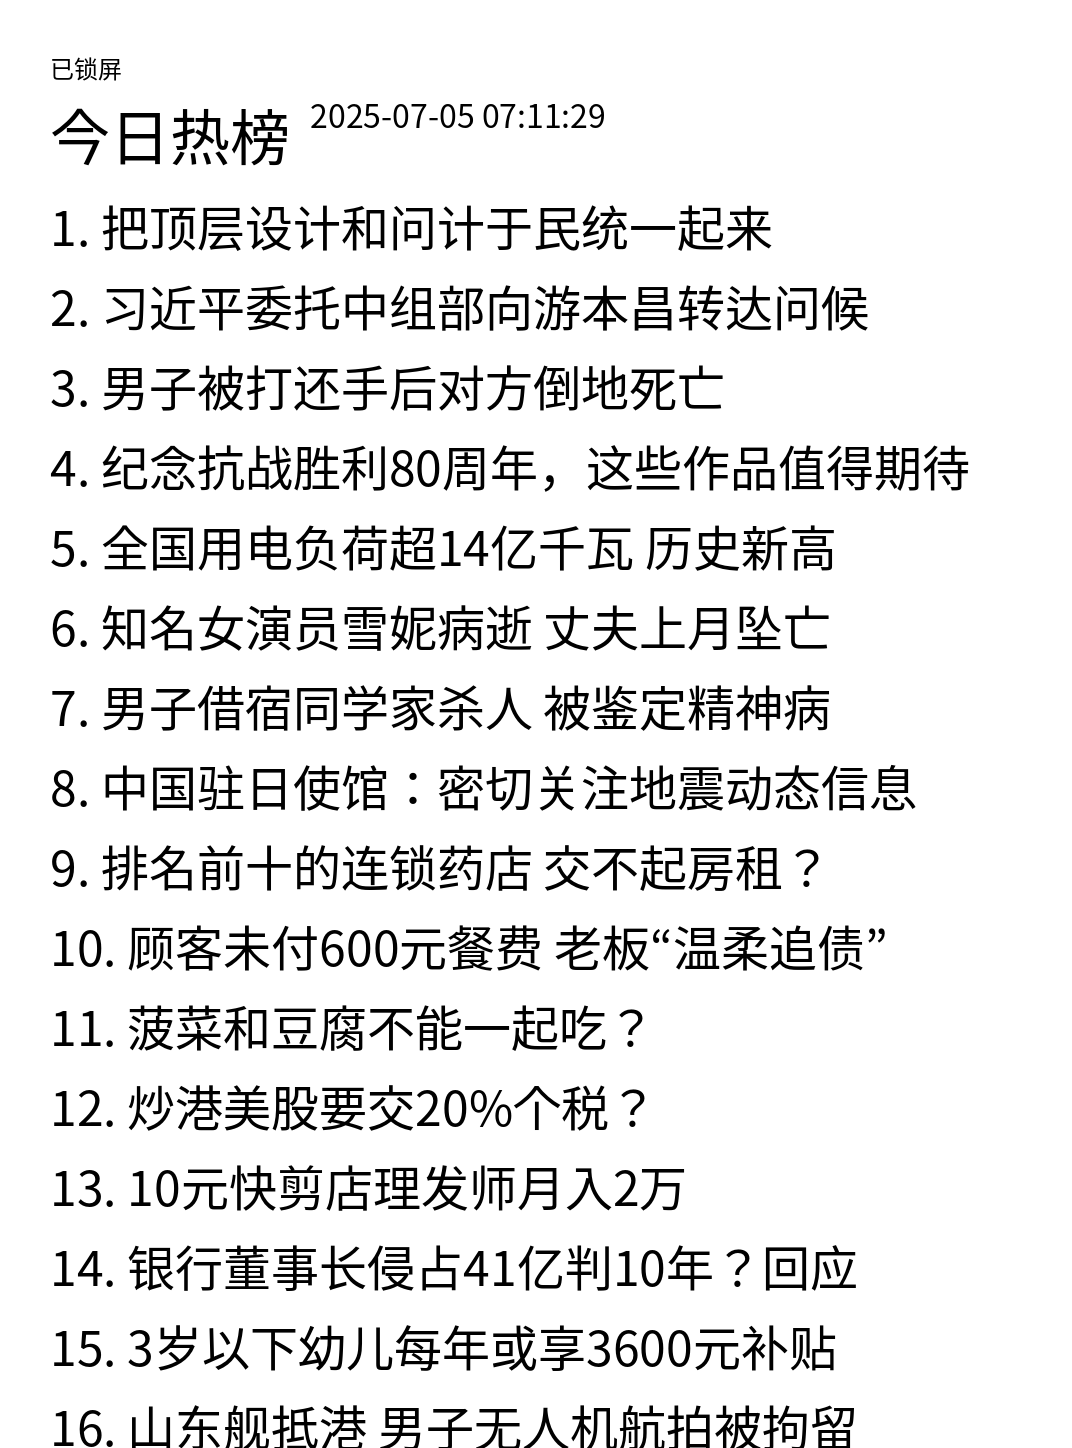 已锁屏
今日热榜 2025-07-05 07:11:29
1. 把顶层设计和问计于民统一起来
2. 习近平委托中组部向游本昌转达问候
3. 男子被打还手后对方倒地死亡
4. 纪念抗战胜利80周年，这些作品值得期待
5. 全国用电负荷超14亿千瓦 历史新高
6. 知名女演员雪妮病逝 丈夫上月坠亡
7. 男子借宿同学家杀人 被鉴定精神病
8. 中国驻日使馆：密切关注地震动态信息
9. 排名前十的连锁药店 交不起房租？
10. 顾客未付600元餐费 老板“温柔追债”
11. 菠菜和豆腐不能一起吃？
12. 炒港美股要交20%个税？
13. 10元快剪店理发师月入2万
14. 银行董事长侵占41亿判10年？回应
15. 3岁以下幼儿每年或享3600元补贴
16. 山东舰抵港 男子无人机航拍被拘留